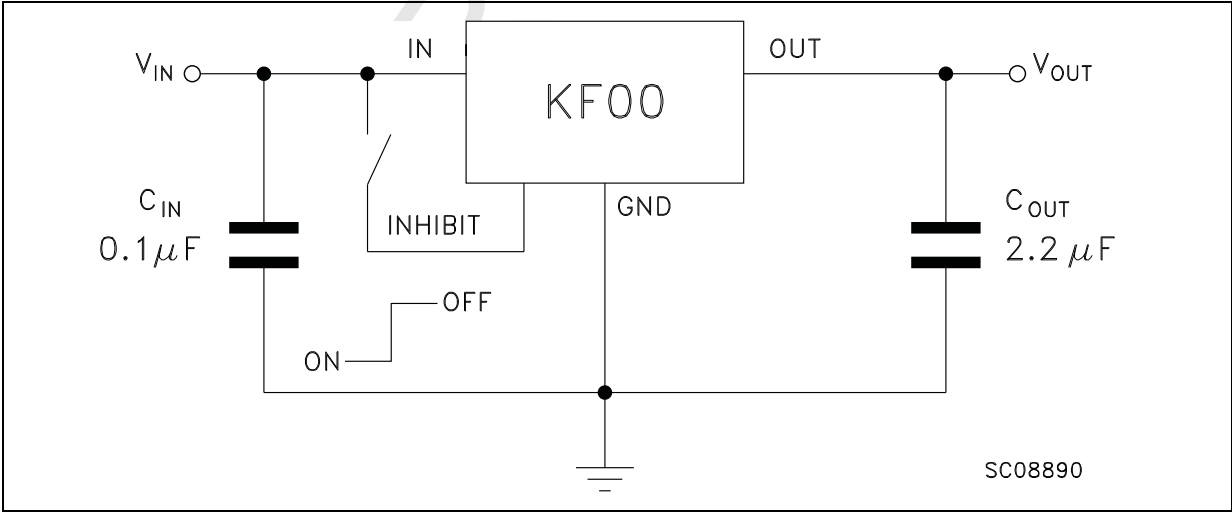 IN
OUT
VIN
VOUT
KF00
CIN
0.1μF
INHIBIT
GND
COUT
2.2 μF
OFF
ON
SC08890